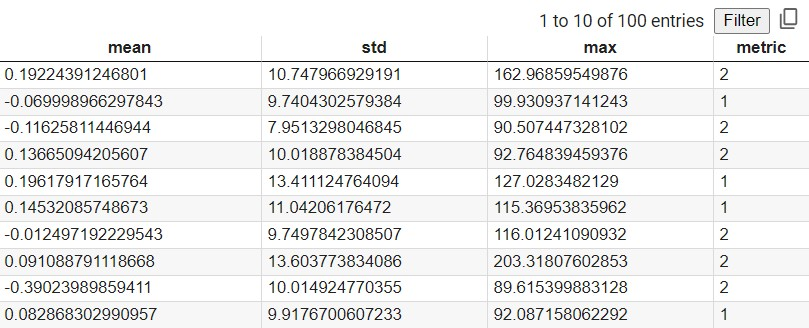 1 to 10 of 100 entries Filter
mean std max metric
0.19224391246801 10.747966929191 162.96859549876 2
-0.069998966297843 9.7404302579384 99.930937141243 1
-0.11625811446944 7.9513298046845 90.507447328102 2
0.13665094205607 10.018878384504 92.764839459376 2
0.19617917165764 13.411124764094 127.0283482129 1
0.14532085748673 11.04206176472 115.36953835962 1
-0.012497192229543 9.7497842308507 116.01241090932 2
0.091088791118668 13.603773834086 203.31807602853 2
-0.39023989859411 10.014924770355 89.615399883128 2
0.082868302990957 9.9176700607233 92.087158062292 1